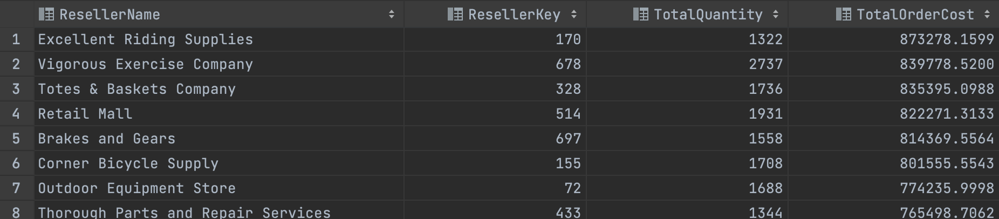 ResellerName ResellerKey TotalQuantity TotalOrderCost
1 Excellent Riding Supplies 170 1322 873278.1599
2 Vigorous Exercise Company 678 2737 839778.5200
3 Totes & Baskets Company 328 1736 835395.0988
4 Retail Mall 514 1931 822271.3133
5 Brakes and Gears 697 1558 814369.5564
6 Corner Bicycle Supply 155 1708 801555.5543
7 Outdoor Equipment Store 72 1688 774235.9998
8 Thorough Parts and Repair Services 433 1344 765498.7062